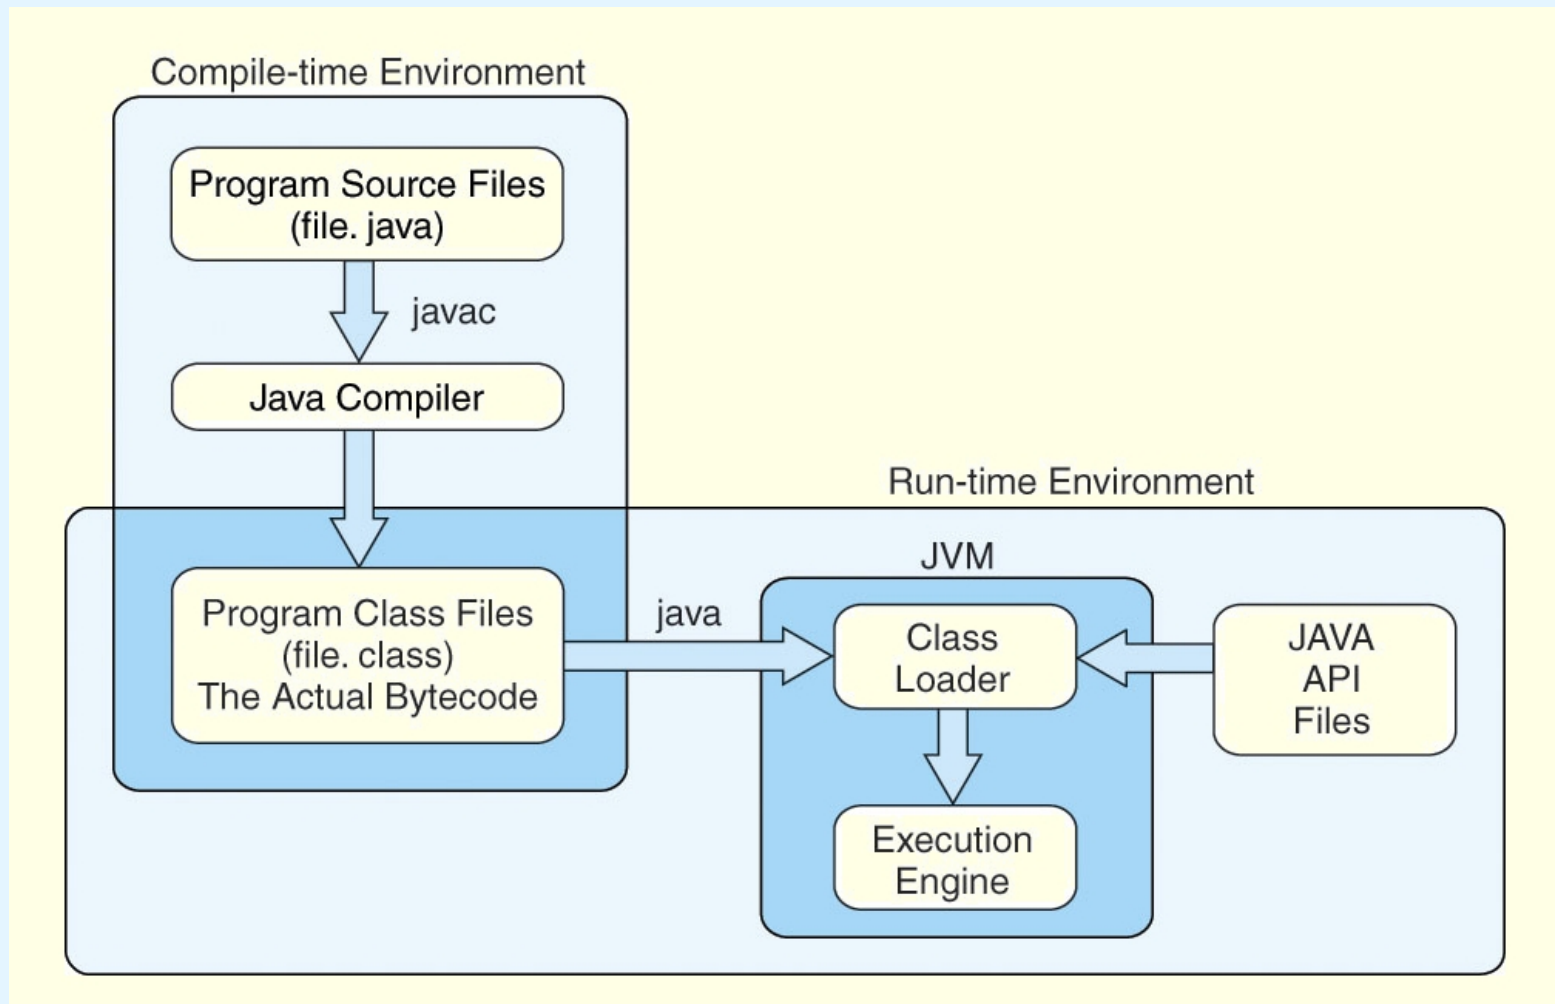 Compile-time Environment
Program Source Files
(file. java)
javac
Java Compiler
Run-time Environment
JVM
Program Class Files
(file. class)
The Actual Bytecode
java
Class
Loader
JAVA
API
Files
Execution
Engine